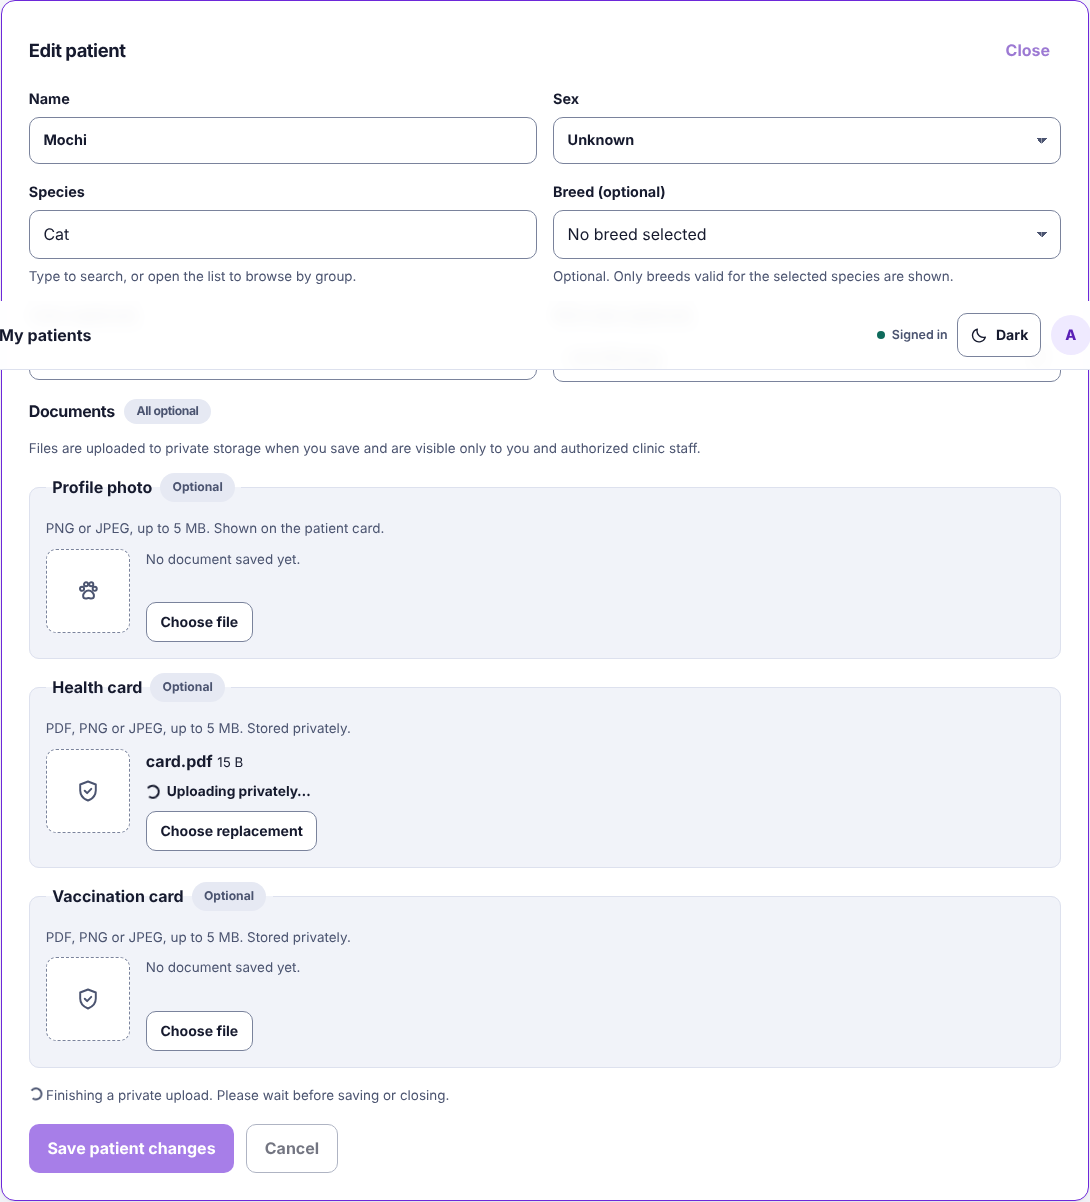 Edit patient
Close
Name
Sex
Mochi
Unknown
Species
Breed (optional)
Cat
No breed selected
Type to search, or open the list to browse by group.
Optional. Only breeds valid for the selected species are shown.
My patients
Signed in
Dark
A
Documents
All optional
Files are uploaded to private storage when you save and are visible only to you and authorized clinic staff.
Profile photo
Optional
PNG or JPEG, up to 5 MB. Shown on the patient card.
No document saved yet.
Choose file
Health card
Optional
PDF, PNG or JPEG, up to 5 MB. Stored privately.
card.pdf 15 B
Uploading privately...
Choose replacement
Vaccination card
Optional
PDF, PNG or JPEG, up to 5 MB. Stored privately.
No document saved yet.
Choose file
Finishing a private upload. Please wait before saving or closing.
Save patient changes
Cancel